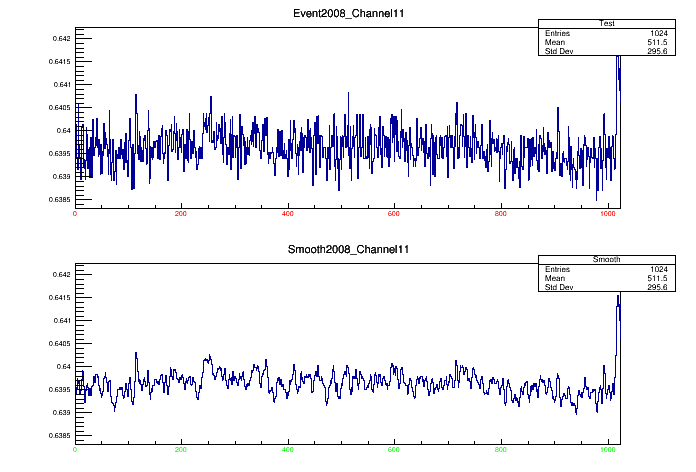 Event2008_Channel11
Test
Entries 1024
Mean 511.5
Std Dev 295.6
0.642
0.6415
0.641
0.6405
0.64
0.6395
0.639
0.6385
0 200 400 600 800 1000
Smooth2008_Channel11
Smooth
Entries 1024
Mean 511.5
Std Dev 295.6
0.642
0.6415
0.641
0.6405
0.64
0.6395
0.639
0.6385
0 200 400 600 800 1000